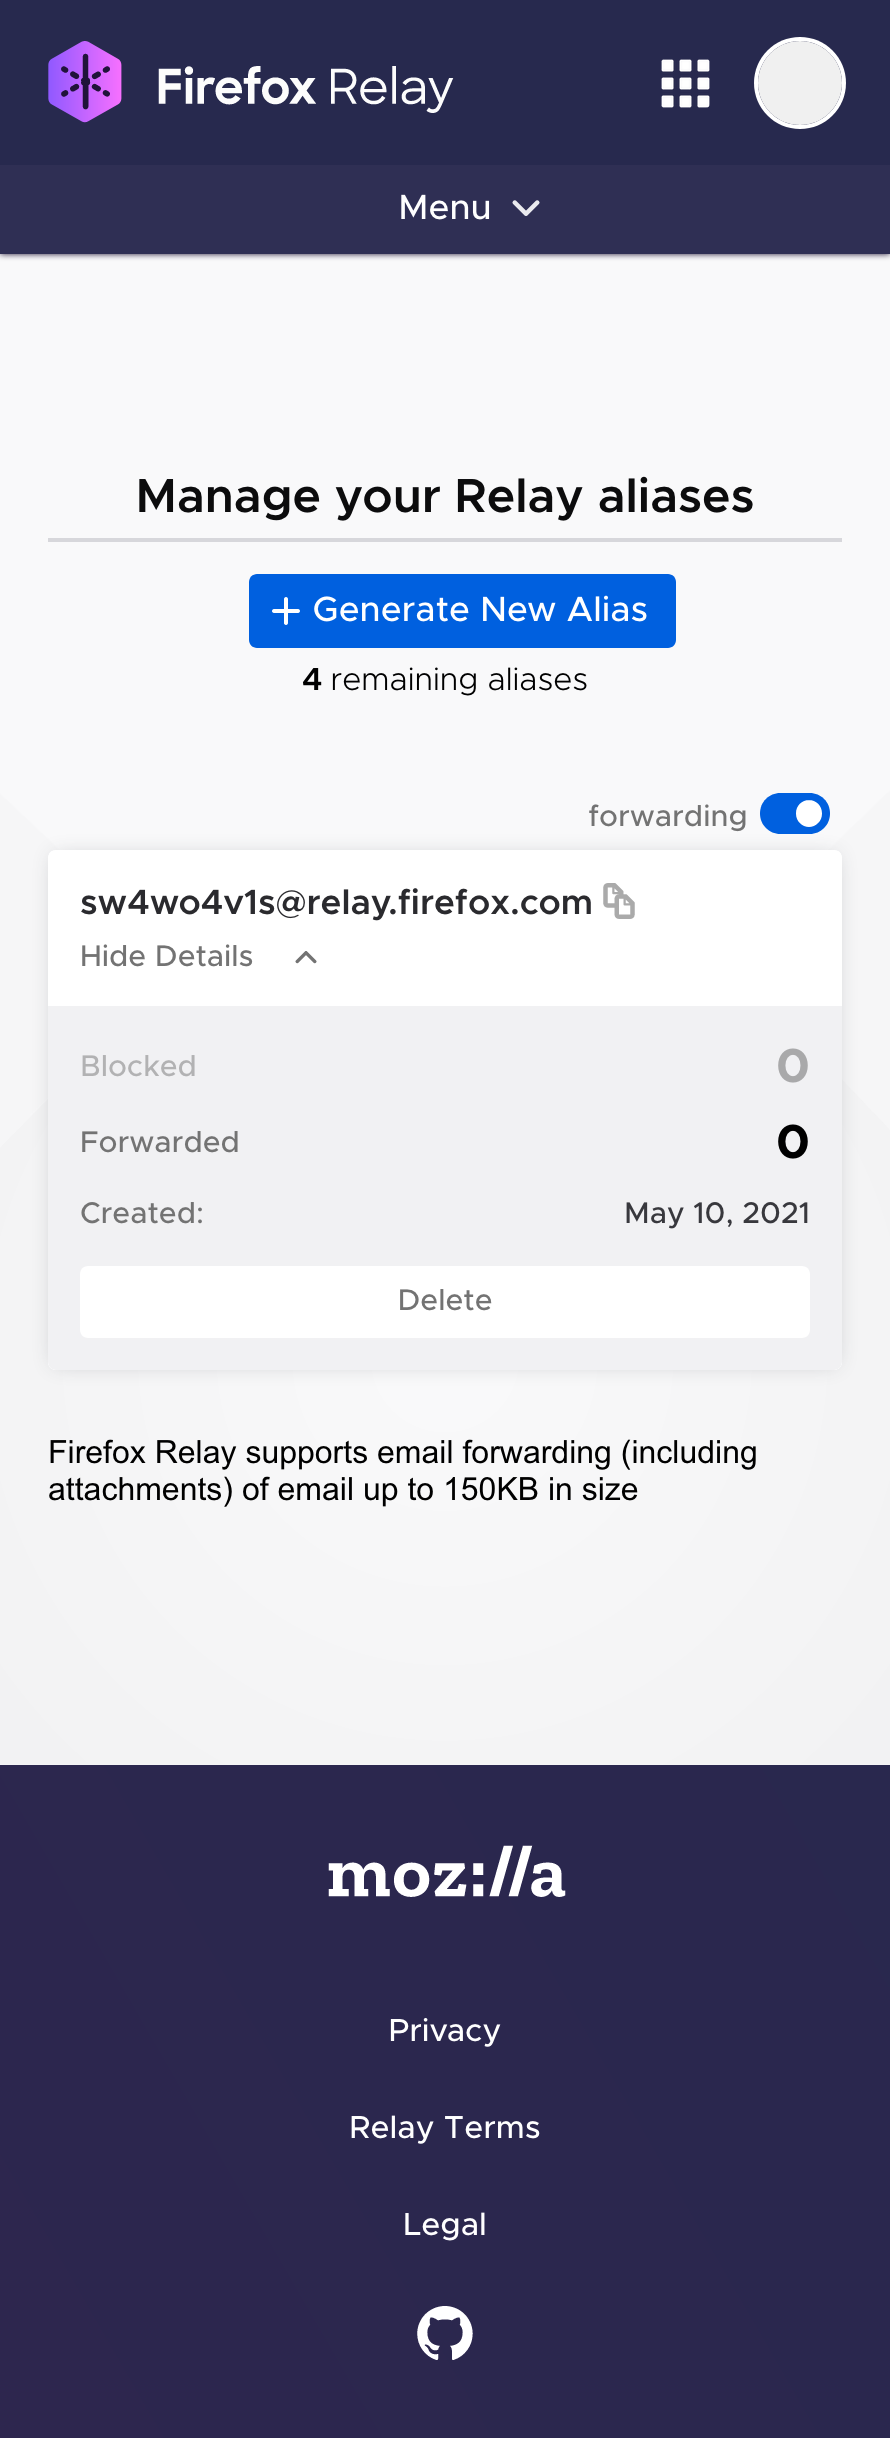 Firefox Relay
Menu
Manage your Relay aliases
Generate New Alias
4 remaining aliases
forwarding
sw4wo4v1s@relay.firefox.com
Hide Details
Blocked 0
Forwarded 0
Created: May 10, 2021
Delete
Firefox Relay supports email forwarding (including
attachments) of email up to 150KB in size
moz://a
Privacy
Relay Terms
Legal